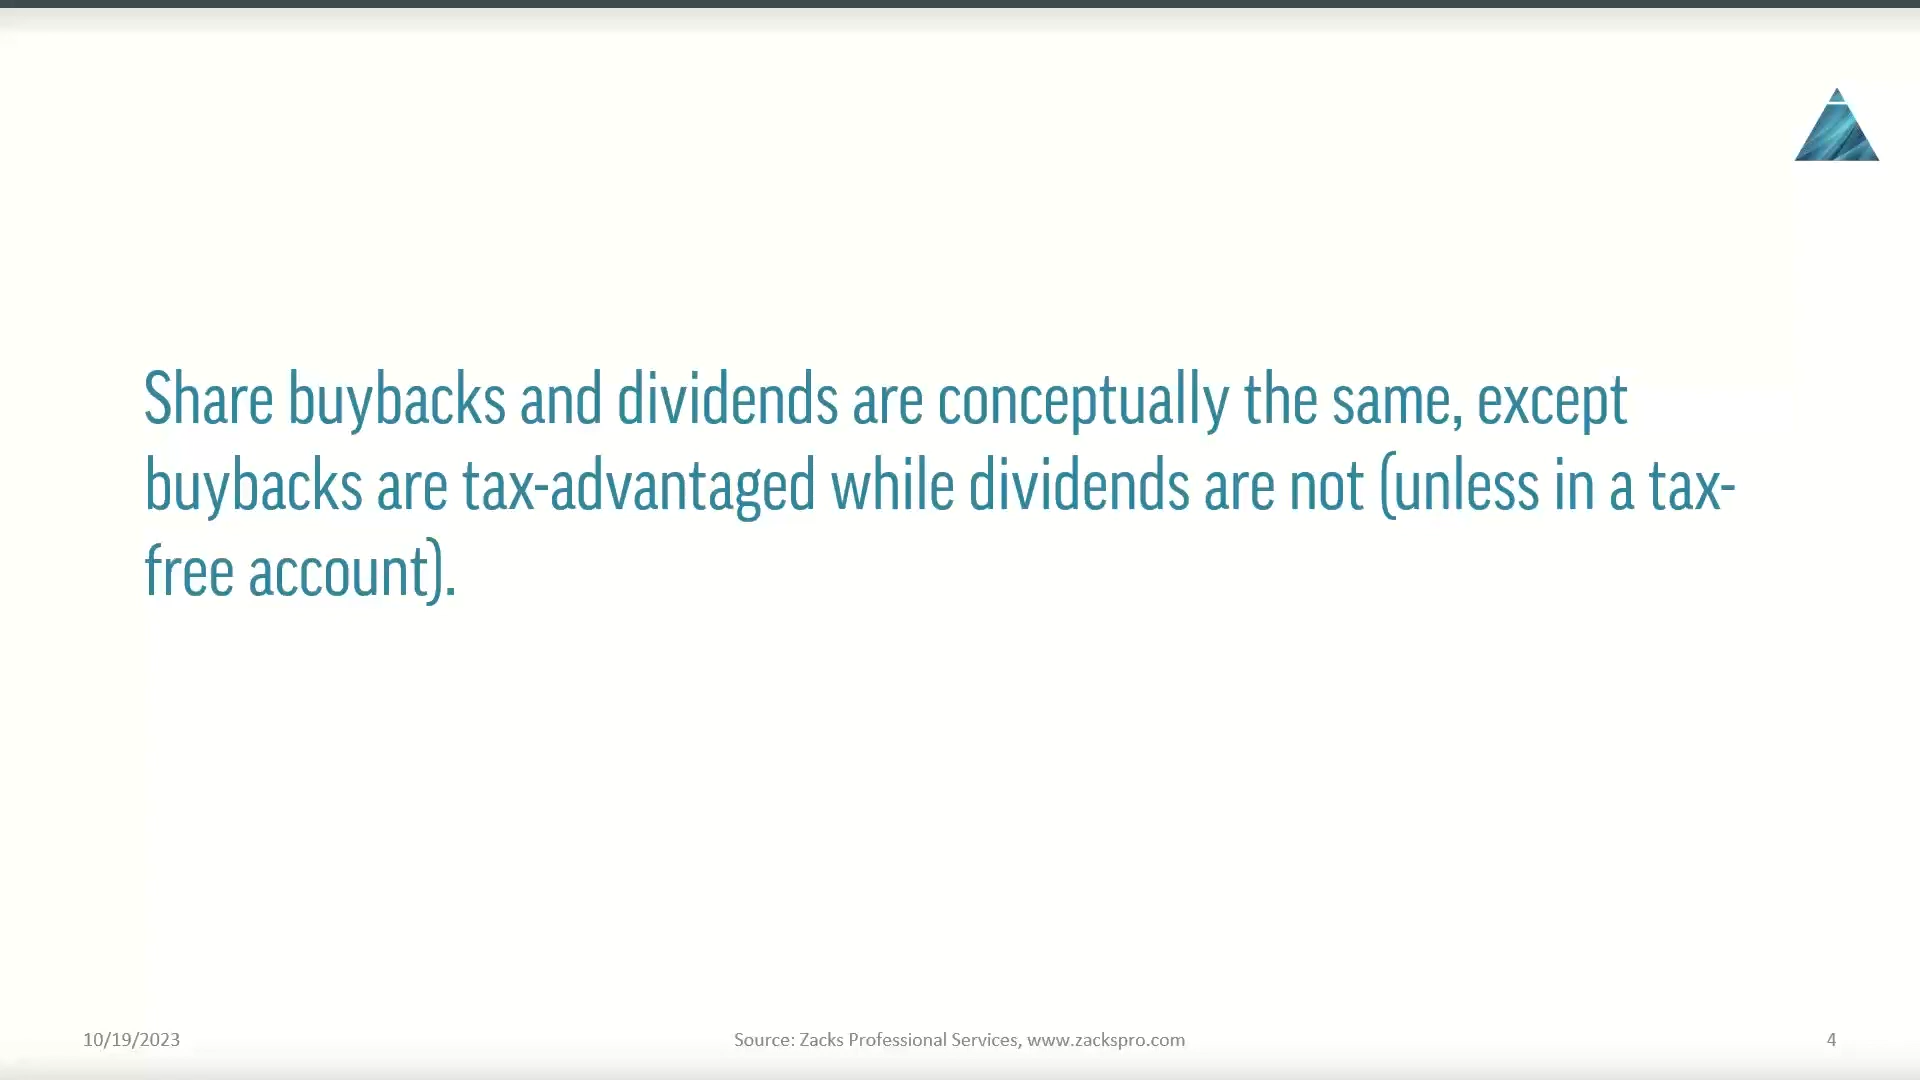 Share buybacks and dividends are conceptually the same, except
buybacks are tax-advantaged while dividends are not (unless in a tax-
free account).
10/19/2023
Source: Zacks Professional Services, www.zackspro.com
4